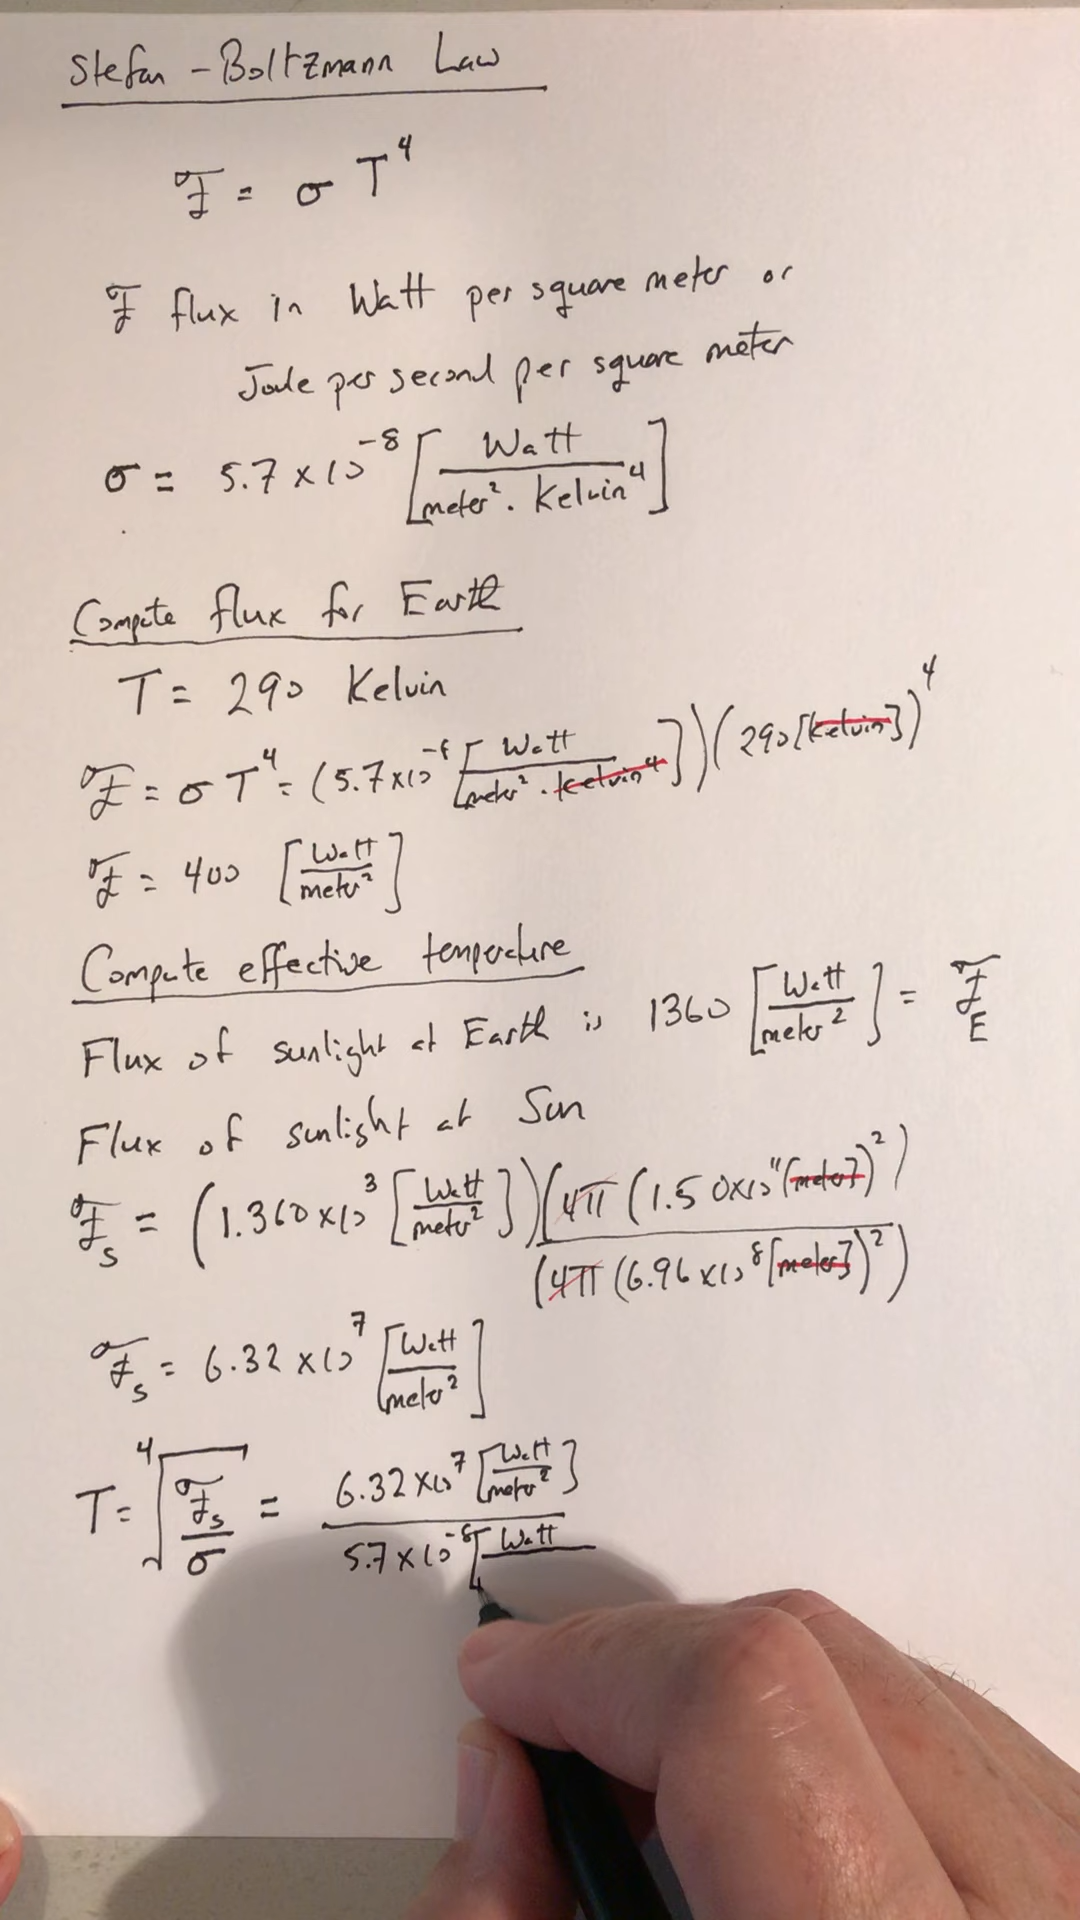 Stefan-Boltzmann Law
F = σ T⁴
F flux in Watt per square meter or
Joule per second per square meter
σ = 5.7 × 10⁻⁸ [Watt / meter² · Kelvin⁴]
Compute flux for Earth
T = 290 Kelvin
F = σ T⁴ = (5.7 × 10⁻⁸ [Watt / meter² · Kelvin⁴]) (290 [Kelvin])⁴
F = 400 [Watt / meter²]
Compute effective temperature
Flux of sunlight at Earth is 1360 [Watt / meter²] = F_E
Flux of sunlight at Sun
F_S = (1.360 × 10³ [Watt / meter²]) (4π (1.50 × 10¹¹ [meter])²) / (4π (6.96 × 10⁸ [meter])²)
F_S = 6.32 × 10⁷ [Watt / meter²]
T = ⁴√(F_S / σ) = 6.32 × 10⁷ [Watt / meter²] / 5.7 × 10⁻⁸ [Watt